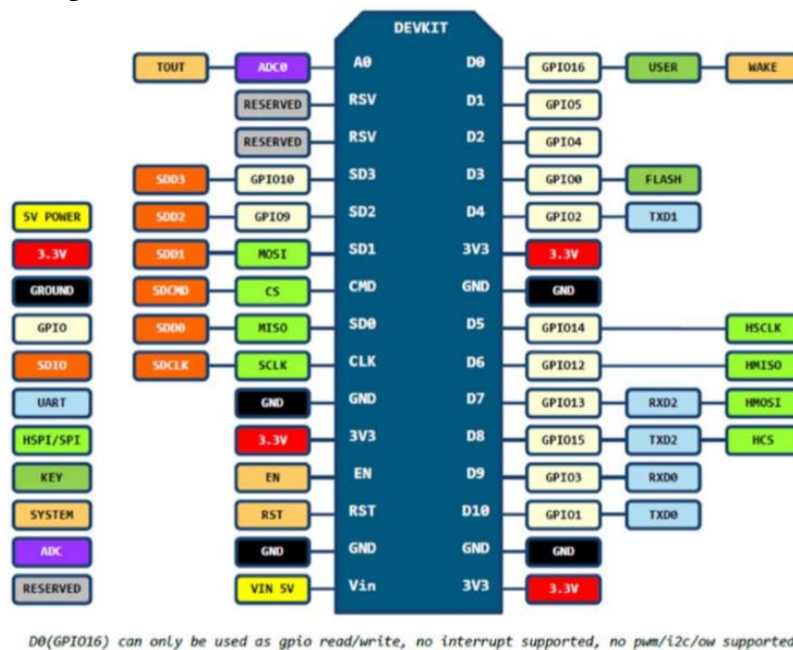 DEVKIT
TOUT ADC0 A0 D0 GPIO16 USER WAKE
RESERVED RSV D1 GPIO5
RESERVED RSV D2 GPIO4
SDD3 GPIO10 SD3 D3 GPIO0 FLASH
5V POWER SDD2 GPIO9 SD2 D4 GPIO2 TXD1
3.3V SDD1 MOSI SD1 3V3 3.3V
GROUND SDCMD CS CMD GND GND
GPIO SDD0 MISO SD0 D5 GPIO14 HSCLK
SDIO SDCLK SCLK CLK D6 GPIO12 HMISO
UART GND GND D7 GPIO13 RXD2 HMOSI
HSPI/SPI 3.3V 3V3 D8 GPIO15 TXD2 HCS
KEY EN EN D9 GPIO3 RXD0
SYSTEM RST RST D10 GPIO1 TXD0
ADC GND GND GND GND
RESERVED VIN 5V Vin 3V3 3.3V
D0(GPIO16) can only be used as gpio read/write, no interrupt supported, no pwm/i2c/ow supported